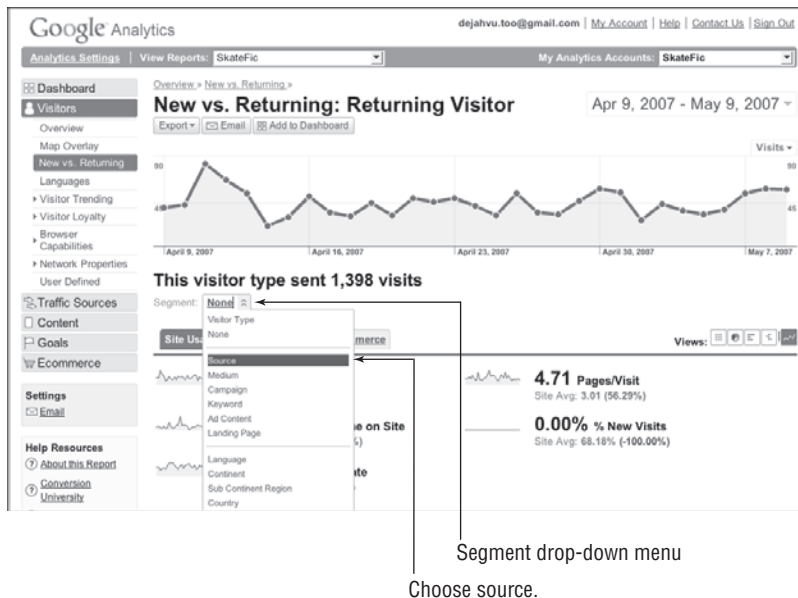 Google Analytics
dejahvu.too@gmail.com | My Account | Help | Contact Us | Sign Out
Analytics Settings | View Reports: SkateFic
My Analytics Accounts: SkateFic
Dashboard
Visitors
Overview
Map Overlay
New vs. Returning
Languages
Visitor Trending
Visitor Loyalty
Browser
Capabilities
Network Properties
User Defined
Traffic Sources
Content
Goals
Ecommerce
Settings
Email
Help Resources
About this Report
Conversion
University
Overview » New vs. Returning »
New vs. Returning: Returning Visitor
Apr 9, 2007 - May 9, 2007
Export
Email
Add to Dashboard
Visits
90
90
45
45
April 9, 2007
April 16, 2007
April 23, 2007
April 30, 2007
May 7, 2007
This visitor type sent 1,398 visits
Segment: None
Visitor Type
None
Source
Medium
Campaign
Keyword
Ad Content
Landing Page
Language
Continent
Sub Continent Region
Country
Site Us
merce
Views:
4.71 Pages/Visit
Site Avg: 3.01 (56.29%)
e on Site
%)
0.00% % New Visits
Site Avg: 68.18% (-100.00%)
te
Segment drop-down menu
Choose source.